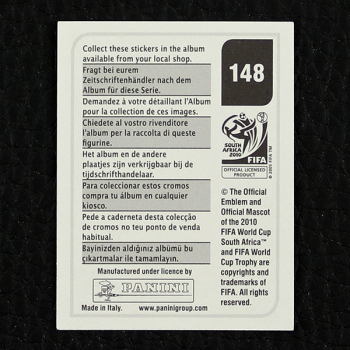 Collect these stickers in the album
available from your local shop.
Fragt bei eurem
Zeitschriftenhändler nach dem
Album für diese Serie.
Demandez à votre détaillant l'Album
pour la collection de ces images.
Chiedete al vostro rivenditore
l'album per la raccolta di queste
figurine.
Het album en de andere
plaatjes zijn verkrijgbaar bij de
tijdschrifthandelaar.
Para coleccionar estos cromos
compra tu álbum en cualquier
kiosco.
Pede a caderneta desta colecção
de cromos no teu ponto de venda
habitual.
Bayinizden aldığınız albümü bu
çıkartmalar ile tamamlayın.
Manufactured under licence by
PANINI
Made in Italy. www.paninigroup.com
148
SOUTH AFRICA
2010
FIFA
OFFICIAL LICENSED
PRODUCT
© The Official
Emblem and
Official Mascot
of the 2010
FIFA World Cup
South Africa™
and FIFA World
Cup Trophy are
copyrights and
trademarks of
FIFA. All rights
reserved.